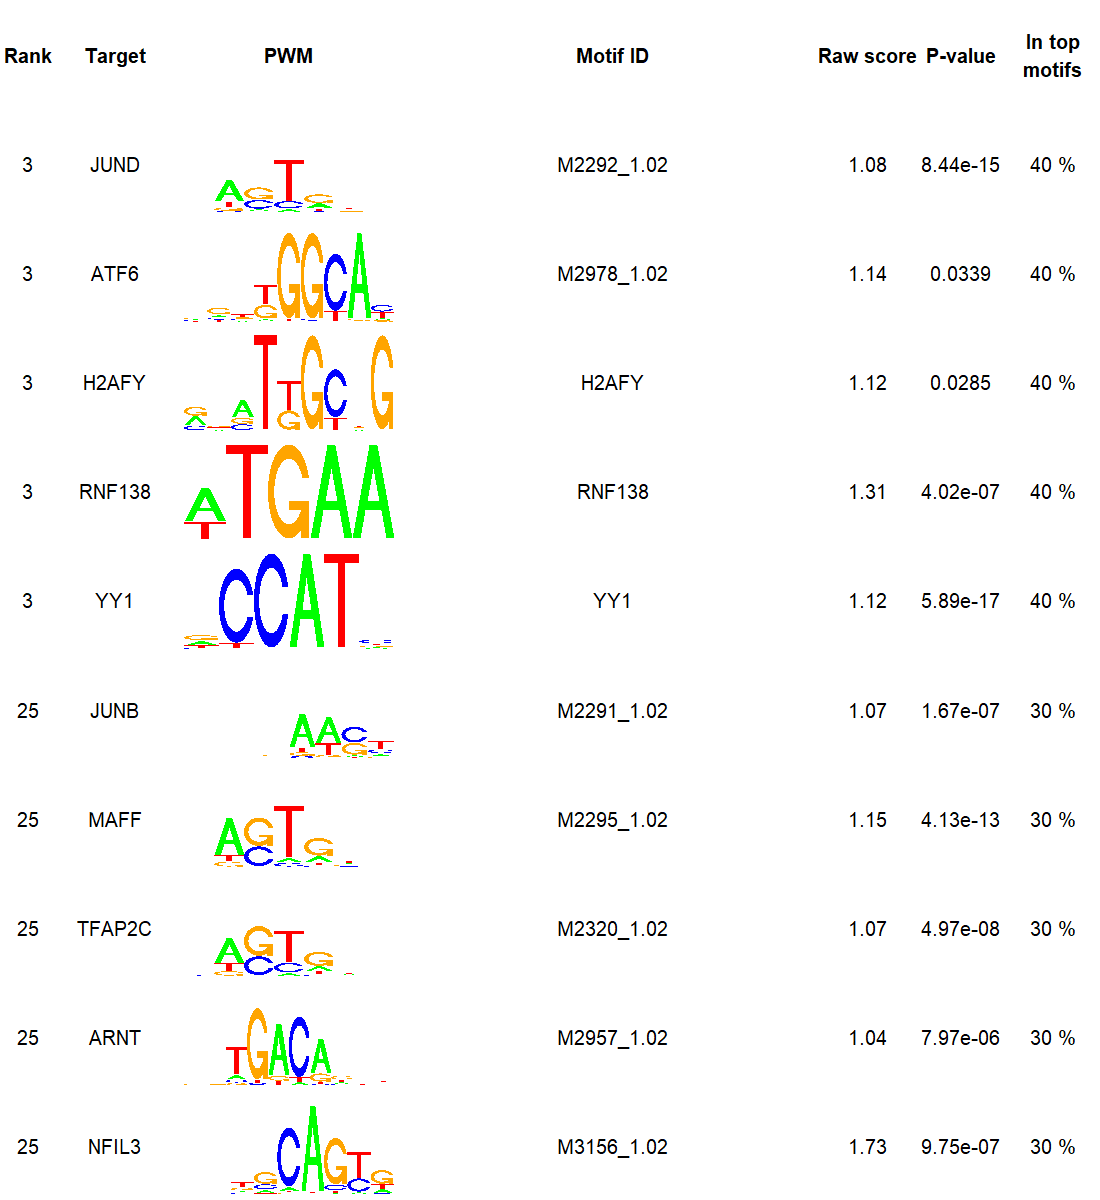 Rank Target PWM Motif ID Raw score P-value In top motifs
3 JUND M2292_1.02 1.08 8.44e-15 40 %
3 ATF6 M2978_1.02 1.14 0.0339 40 %
3 H2AFY H2AFY 1.12 0.0285 40 %
3 RNF138 ATGAA RNF138 1.31 4.02e-07 40 %
3 YY1 CCAT YY1 1.12 5.89e-17 40 %
25 JUNB M2291_1.02 1.07 1.67e-07 30 %
25 MAFF M2295_1.02 1.15 4.13e-13 30 %
25 TFAP2C M2320_1.02 1.07 4.97e-08 30 %
25 ARNT TGACA M2957_1.02 1.04 7.97e-06 30 %
25 NFIL3 CAGT M3156_1.02 1.73 9.75e-07 30 %